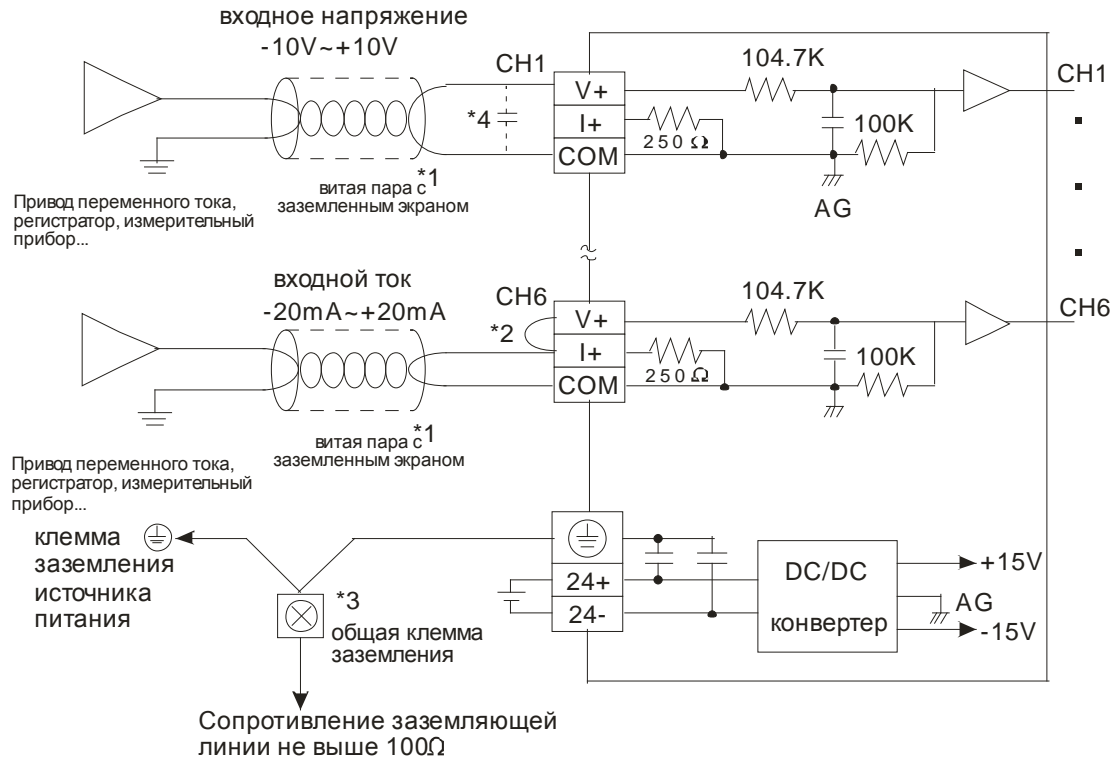 входное напряжение
-10V~+10V
CH1
V+
I+
COM
*4
104.7K
250 Ω
100K
AG
CH1
*1
витая пара с
заземленным экраном
Привод переменного тока,
регистратор, измерительный
прибор...
входной ток
-20mA~+20mA
CH6
*2
V+
I+
COM
104.7K
250 Ω
100K
CH6
*1
витая пара с
заземленным экраном
Привод переменного тока,
регистратор, измерительный
прибор...
клемма
заземления
источника
питания
*3
общая клемма
заземления
24+
24-
DC/DC
конвертер
+15V
AG
-15V
Сопротивление заземляющей
линии не выше 100Ω